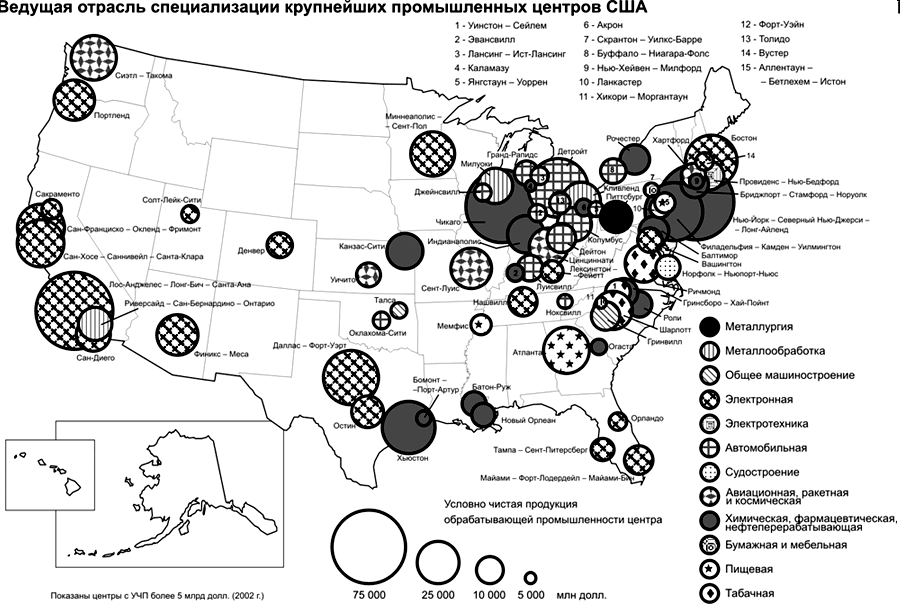 Ведущая отрасль специализации крупнейших промышленных центров США
1 - Уинстон – Сейлем
2 - Эвансвилл
3 - Лансинг – Ист-Лансинг
4 - Каламазу
5 - Янгстаун – Уоррен
6 - Акрон
7 - Скрантон – Уилкс-Барре
8 - Буффало – Ниагара-Фолс
9 - Нью-Хейвен – Милфорд
10 - Ланкастер
11 - Хикори – Моргантаун
12 - Форт-Уэйн
13 - Толидо
14 - Вустер
15 - Аллентаун –
– Бетлехем – Истон
Сиэтл – Такома
Портленд
Миннеаполис –
– Сент-Пол
Милуоки
Гранд-Рапидс
Детройт
Рочестер
Хартфорд
Бостон
14
Джейнсвилл
Кливленд
Питтсбург
Провиденс – Нью-Бедфорд
Бриджпорт – Стамфорд – Норуолк
Сакраменто
Солт-Лейк-Сити
Чикаго
Нью-Йорк – Северный Нью-Джерси –
– Лонг-Айленд
Сан-Франциско – Окленд – Фримонт
Денвер
Канзас-Сити
Индианаполис
Колумбус
Филадельфия – Камден – Уилмингтон
Балтимор
Вашингтон
Сан-Хосе – Саннивейл – Санта-Клара
Дейтон
Цинциннати
Лексингтон –
– Фейетт
Норфолк – Ньюпорт-Ньюс
Лос-Анджелес – Лонг-Бич – Санта-Ана
Уичито
Сент-Луис
Луисвилл
Ричмонд
Риверсайд – Сан-Бернардино – Онтарио
Талса
Нашвилл
Ноксвилл
Гринсборо – Хай-Пойнт
Роли
Оклахома-Сити
Мемфис
Шарлотт
Гринвилл
Сан-Диего
Финикс – Меса
Даллас – Форт-Уэрт
Атланта
Огаста
Бомонт –
–Порт-Артур
Батон-Руж
Остин
Новый Орлеан
Орландо
Хьюстон
Тампа – Сент-Питерсберг
Майами – Форт-Лодердейл – Майами-Бич
Металлургия
Металлообработка
Общее машиностроение
Электронная
Электротехника
Автомобильная
Судостроение
Авиационная, ракетная
и космическая
Химическая, фармацевтическая,
нефтеперерабатывающая
Бумажная и мебельная
Пищевая
Табачная
Условно чистая продукция
обрабатывающей промышленности центра
75 000 25 000 10 000 5 000 млн долл.
Показаны центры с УЧП более 5 млрд долл. (2002 г.)